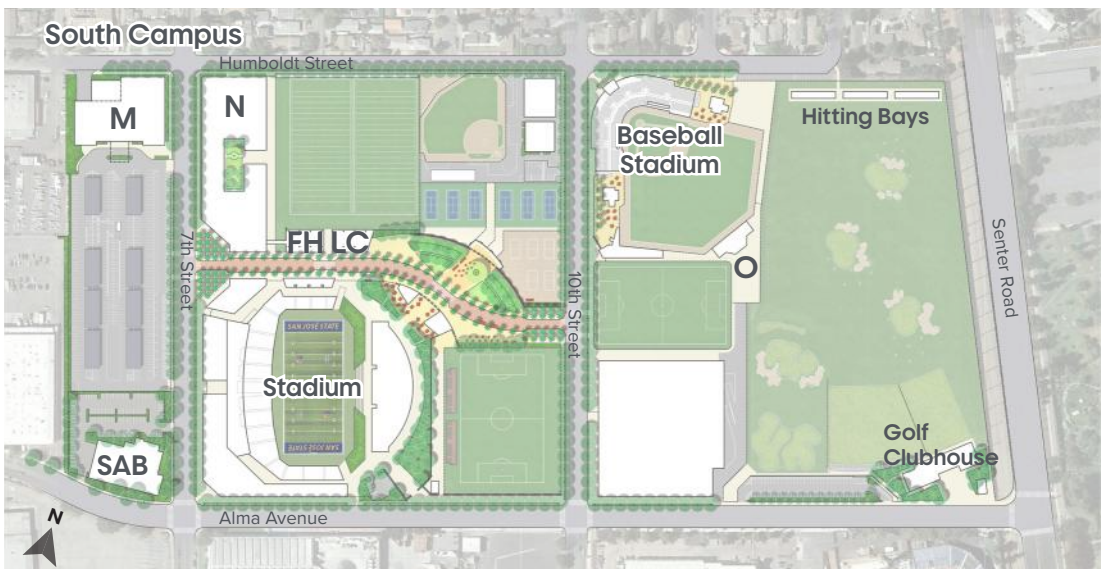 South Campus
Humboldt Street
M
N
Hitting Bays
Baseball
Stadium
7th Street
FH LC
10th Street
O
Senter Road
SAN JOSE STATE
Stadium
SAN JOSE STATE
Golf
Clubhouse
SAB
N
Alma Avenue